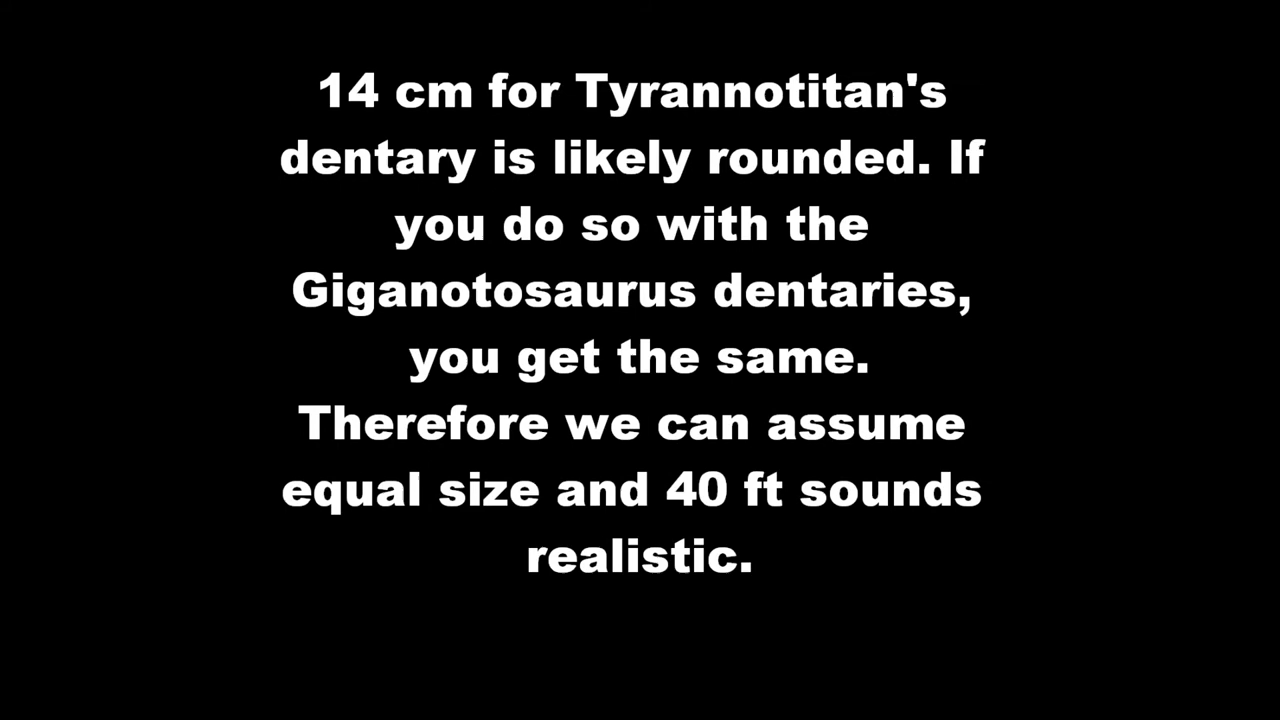 14 cm for Tyrannotitan's
dentary is likely rounded. If
you do so with the
Giganotosaurus dentaries,
you get the same.
Therefore we can assume
equal size and 40 ft sounds
realistic.